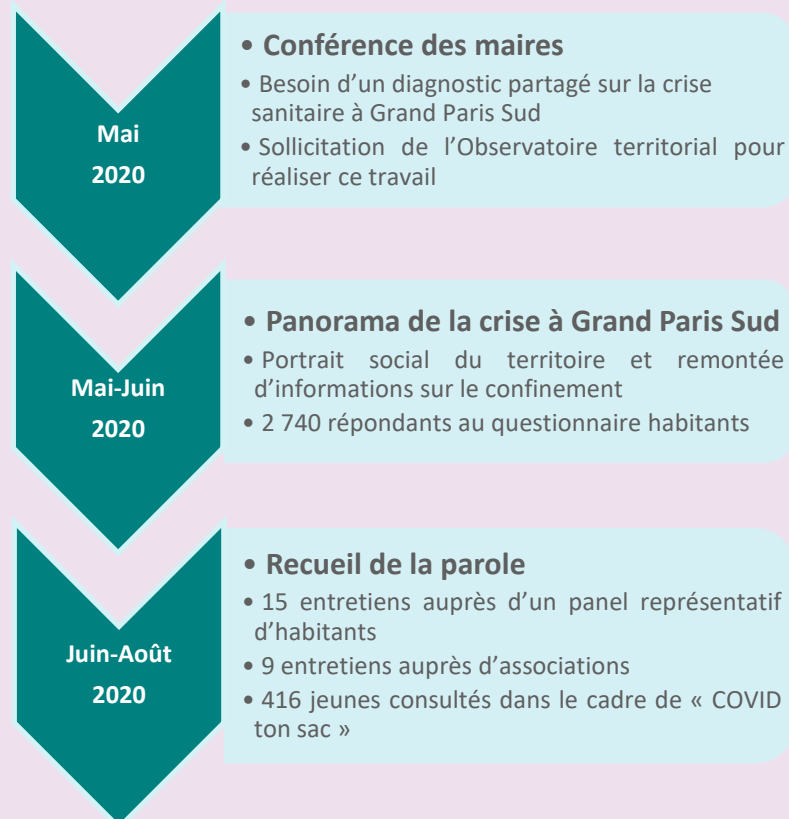 Mai
2020
• Conférence des maires
• Besoin d’un diagnostic partagé sur la crise
sanitaire à Grand Paris Sud
• Sollicitation de l’Observatoire territorial pour
réaliser ce travail
Mai-Juin
2020
• Panorama de la crise à Grand Paris Sud
• Portrait social du territoire et remontée
d’informations sur le confinement
• 2 740 répondants au questionnaire habitants
Juin-Août
2020
• Recueil de la parole
• 15 entretiens auprès d’un panel représentatif
d’habitants
• 9 entretiens auprès d’associations
• 416 jeunes consultés dans le cadre de « COVID
ton sac »